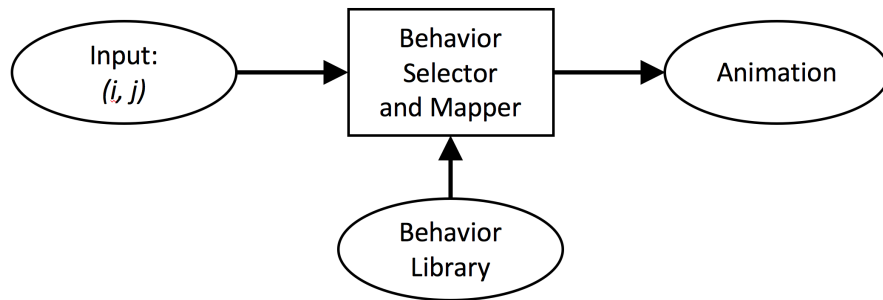 Input:
(i, j)
Behavior
Selector
and Mapper
Animation
Behavior
Library